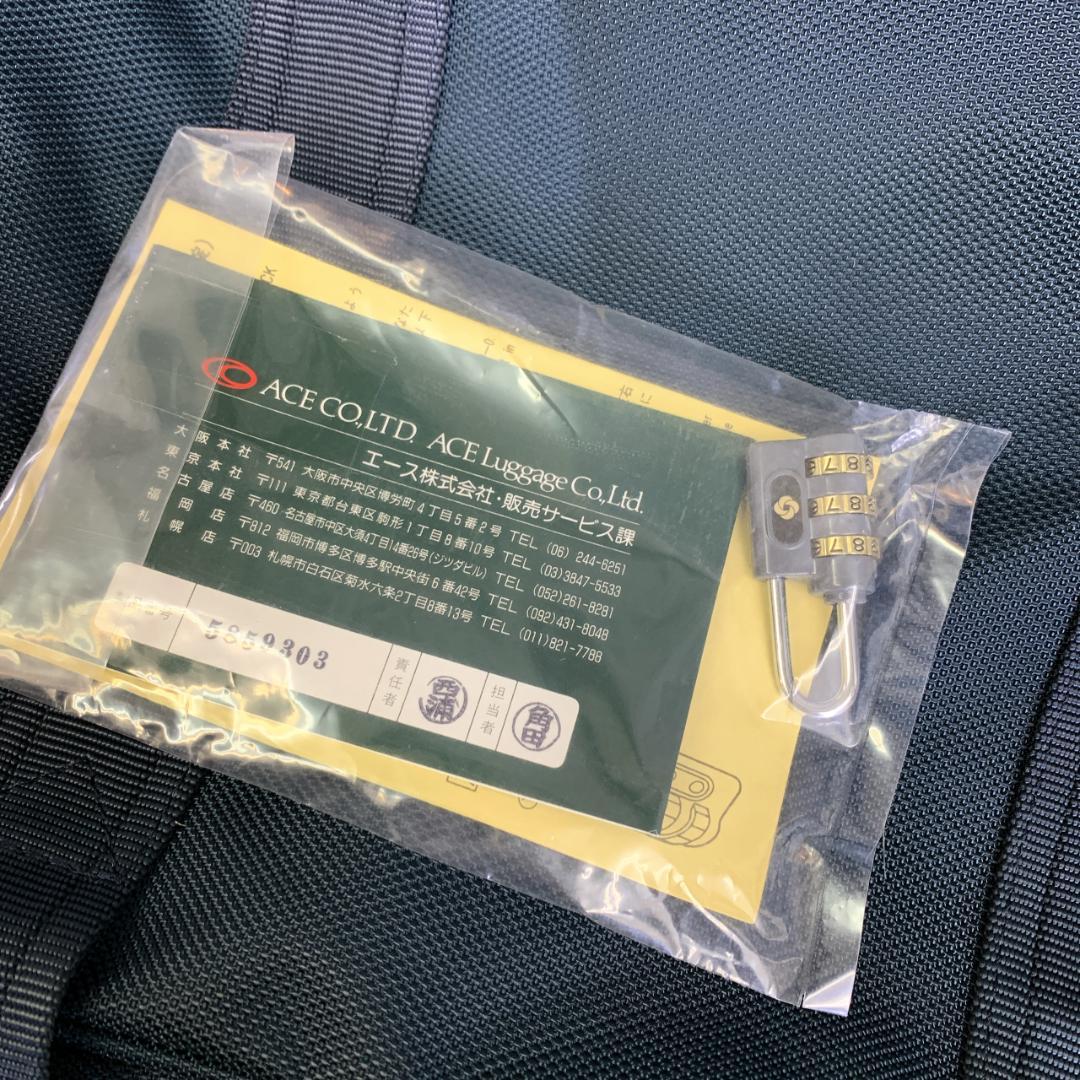 ACE CO.,LTD. ACE Luggage Co.,Ltd.
エース株式会社・販売サービス課
大阪本社 〒541 大阪市中央区博労町4丁目5番2号 TEL (06) 244-6251
東京本社 〒111 東京都台東区駒形1丁目8番10号 TEL (03)3847-5533
名古屋店 〒460 名古屋市中区大須4丁目14番26号(シツダビル) TEL (052)261-8281
福岡店 〒812 福岡市博多区博多駅中央街6番42号 TEL (092)431-8048
札幌店 〒003 札幌市白石区菊水六条2丁目8番13号 TEL (011)821-7788
5859303
責任者
西浦
担当者
角田